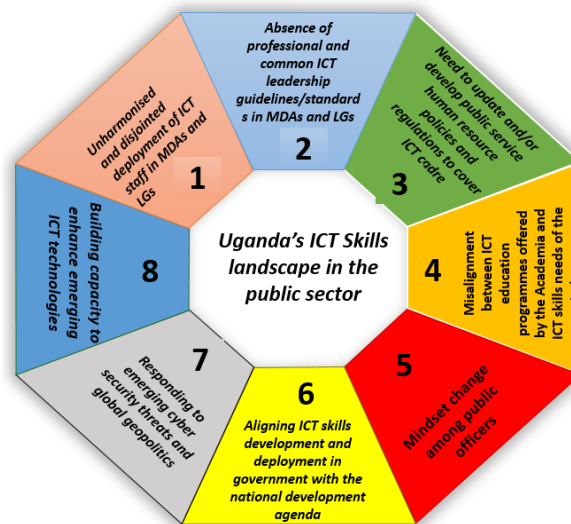 Unharmonised
and disjointed
deployment of ICT
staff in MDAs and
LGs
1
Absence of
professional and
common ICT
leadership
guidelines/standard
s in MDAs and LGs
2
Need to update and/or
develop public service
human resource
policies and
regulations to cover
ICT cadre
3
4
Misalignment
between ICT
education
programmes offered
by the Academia and
ICT skills needs of the
5
Mindset change
among public
officers
6
Aligning ICT skills
development and
deployment in
government with the
national development
agenda
7
Responding to
emerging cyber
security threats and
global geopolitics
8
Building capacity to
enhance emerging
ICT technologies
Uganda's ICT Skills
landscape in the
public sector